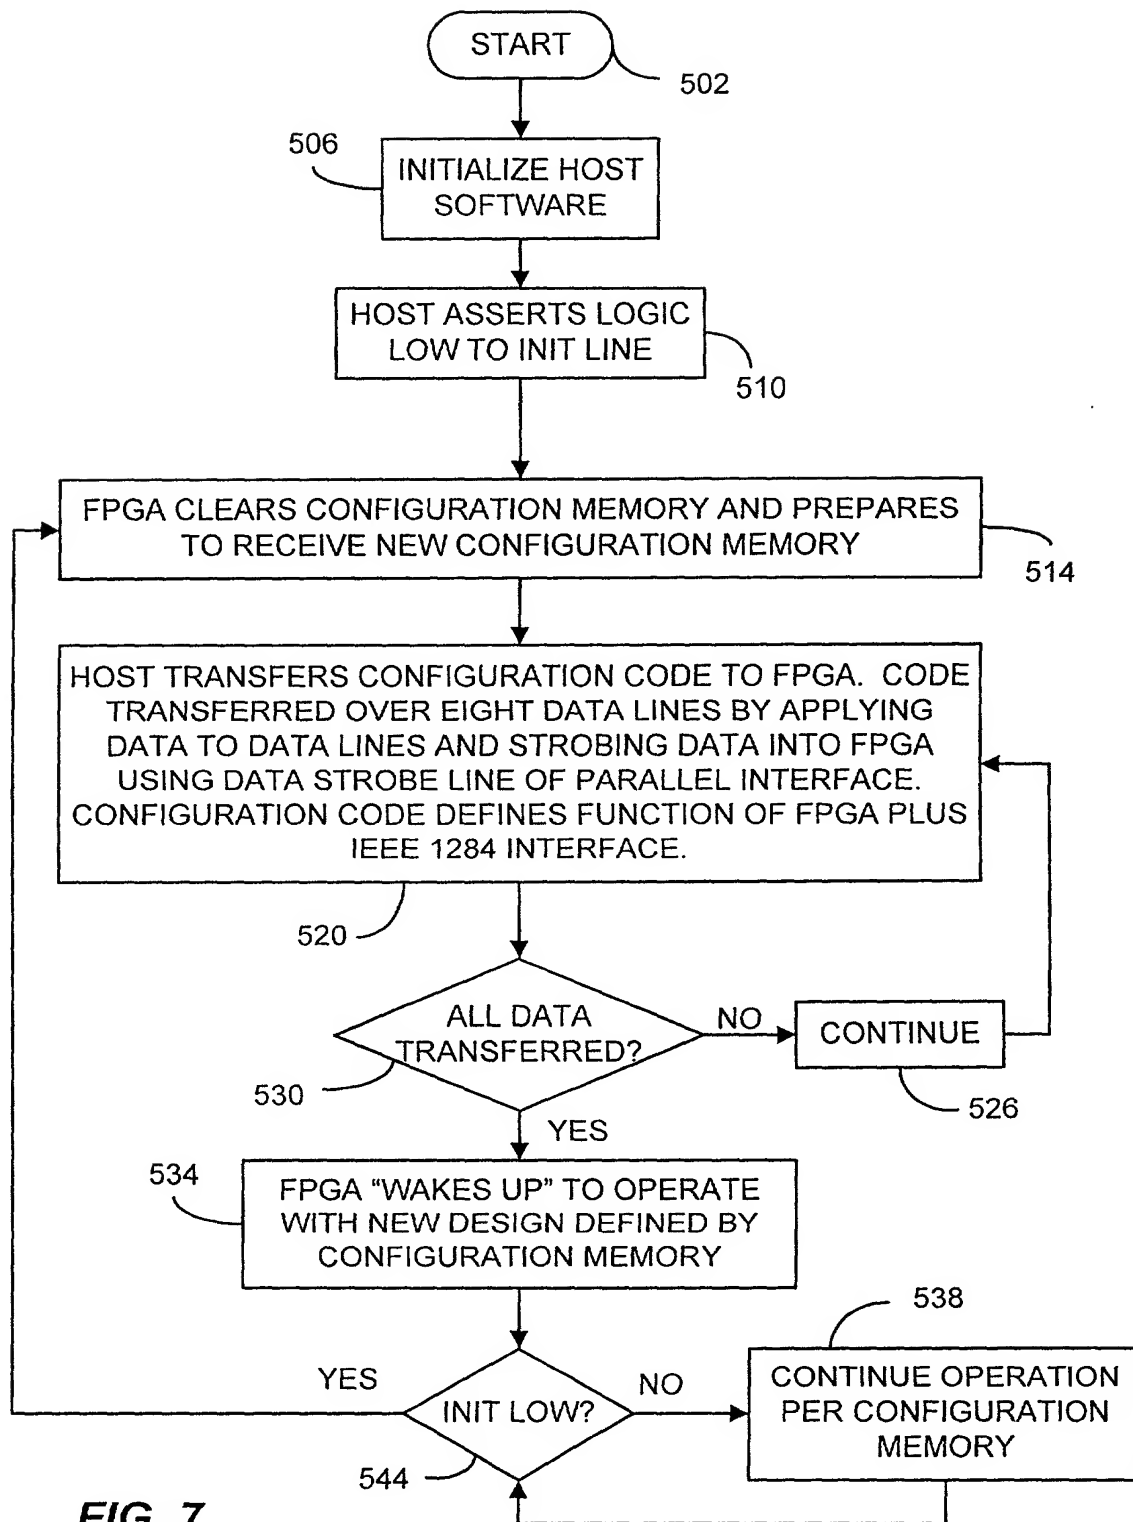 START
502
506
INITIALIZE HOST
SOFTWARE
HOST ASSERTS LOGIC
LOW TO INIT LINE
510
FPGA CLEARS CONFIGURATION MEMORY AND PREPARES
TO RECEIVE NEW CONFIGURATION MEMORY
514
HOST TRANSFERS CONFIGURATION CODE TO FPGA. CODE
TRANSFERRED OVER EIGHT DATA LINES BY APPLYING
DATA TO DATA LINES AND STROBING DATA INTO FPGA
USING DATA STROBE LINE OF PARALLEL INTERFACE.
CONFIGURATION CODE DEFINES FUNCTION OF FPGA PLUS
IEEE 1284 INTERFACE.
520
ALL DATA
TRANSFERRED?
530
NO
CONTINUE
526
YES
534
FPGA “WAKES UP” TO OPERATE
WITH NEW DESIGN DEFINED BY
CONFIGURATION MEMORY
538
YES
INIT LOW?
NO
544
CONTINUE OPERATION
PER CONFIGURATION
MEMORY
FIG. 7